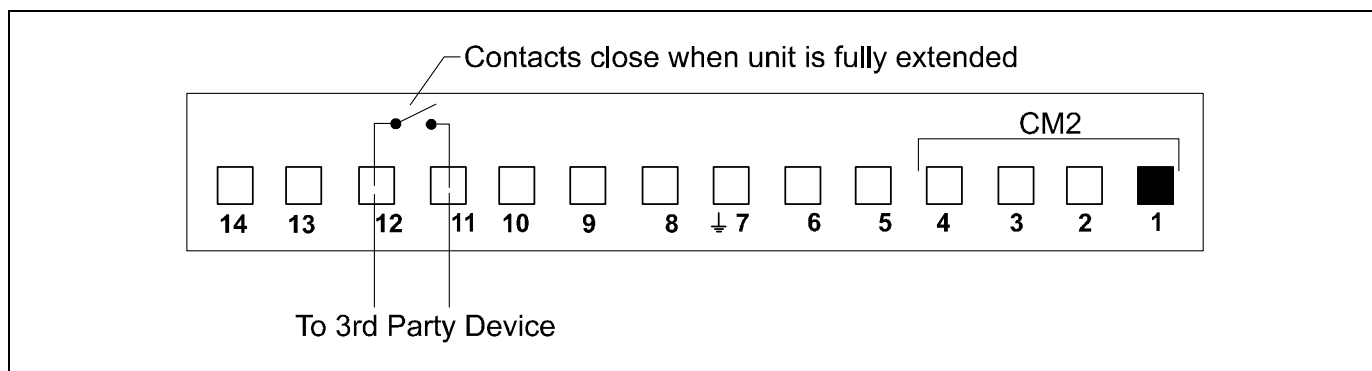 Contacts close when unit is fully extended
CM2
14 13 12 11 10 9 8 ⏚ 7 6 5 4 3 2 1
To 3rd Party Device